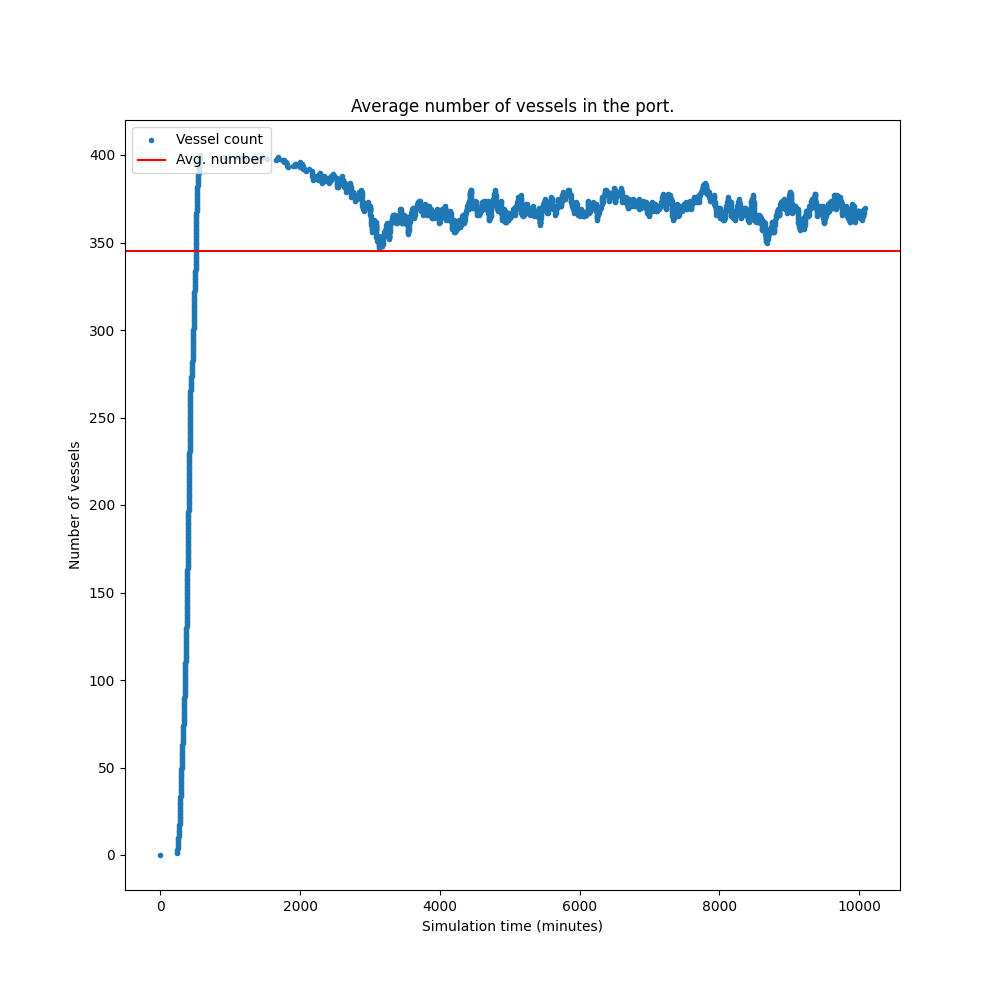 Average number of vessels in the port.
Vessel count
Avg. number
400
350
300
250
200
150
100
50
0
Number of vessels
0 2000 4000 6000 8000 10000
Simulation time (minutes)